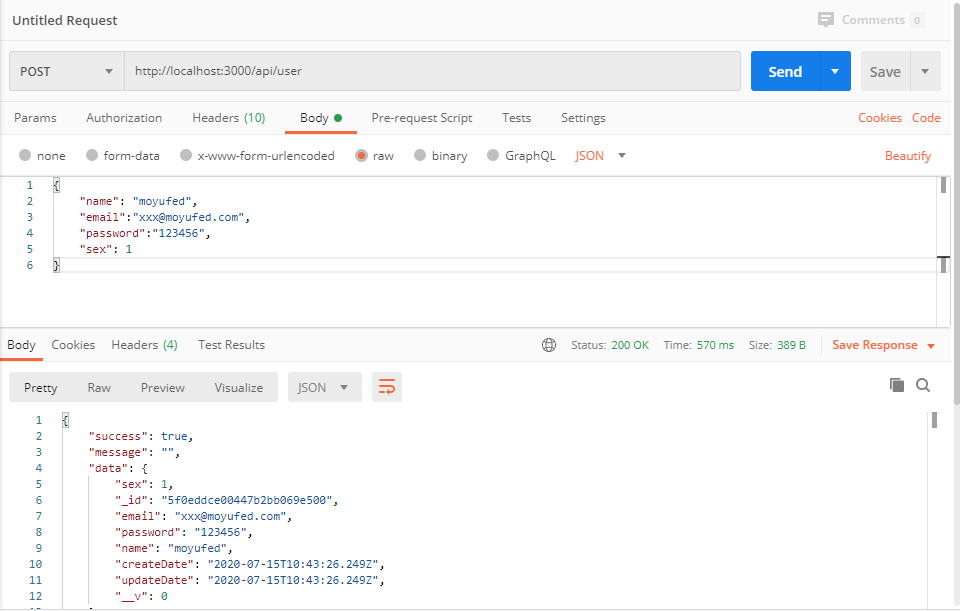 Untitled Request
Comments 0
POST http://localhost:3000/api/user Send Save
Params Authorization Headers (10) Body Pre-request Script Tests Settings Cookies Code
none form-data x-www-form-urlencoded raw binary GraphQL JSON Beautify
1 {
2 "name": "moyufed",
3 "email":"xxx@moyufed.com",
4 "password":"123456",
5 "sex": 1
6 }
Body Cookies Headers (4) Test Results Status: 200 OK Time: 570 ms Size: 389 B Save Response
Pretty Raw Preview Visualize JSON
1 {
2 "success": true,
3 "message": "",
4 "data": {
5 "sex": 1,
6 "_id": "5f0eddce00447b2bb069e500",
7 "email": "xxx@moyufed.com",
8 "password": "123456",
9 "name": "moyufed",
10 "createDate": "2020-07-15T10:43:26.249Z",
11 "updateDate": "2020-07-15T10:43:26.249Z",
12 "__v": 0